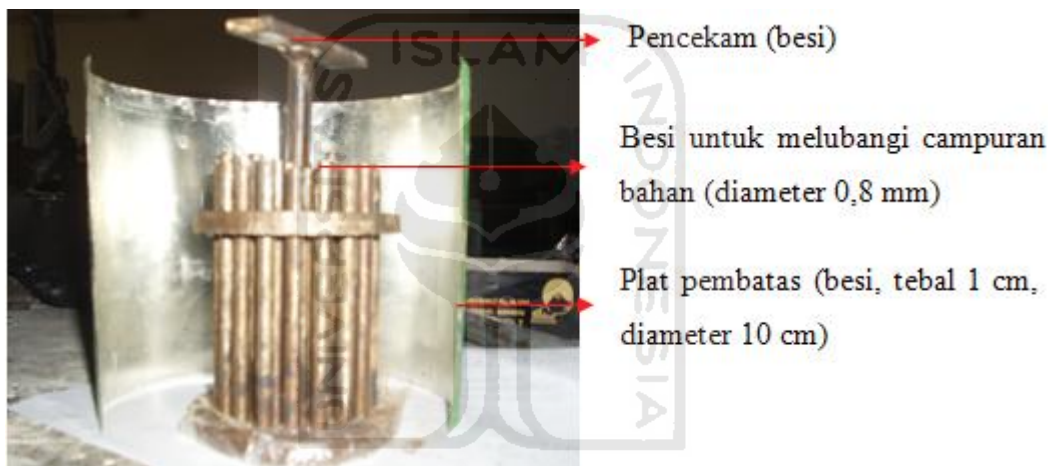 Pencekam (besi)
Besi untuk melubangi campuran
bahan (diameter 0,8 mm)
Plat pembatas (besi, tebal 1 cm,
diameter 10 cm)
ISLAM
INDONESIA